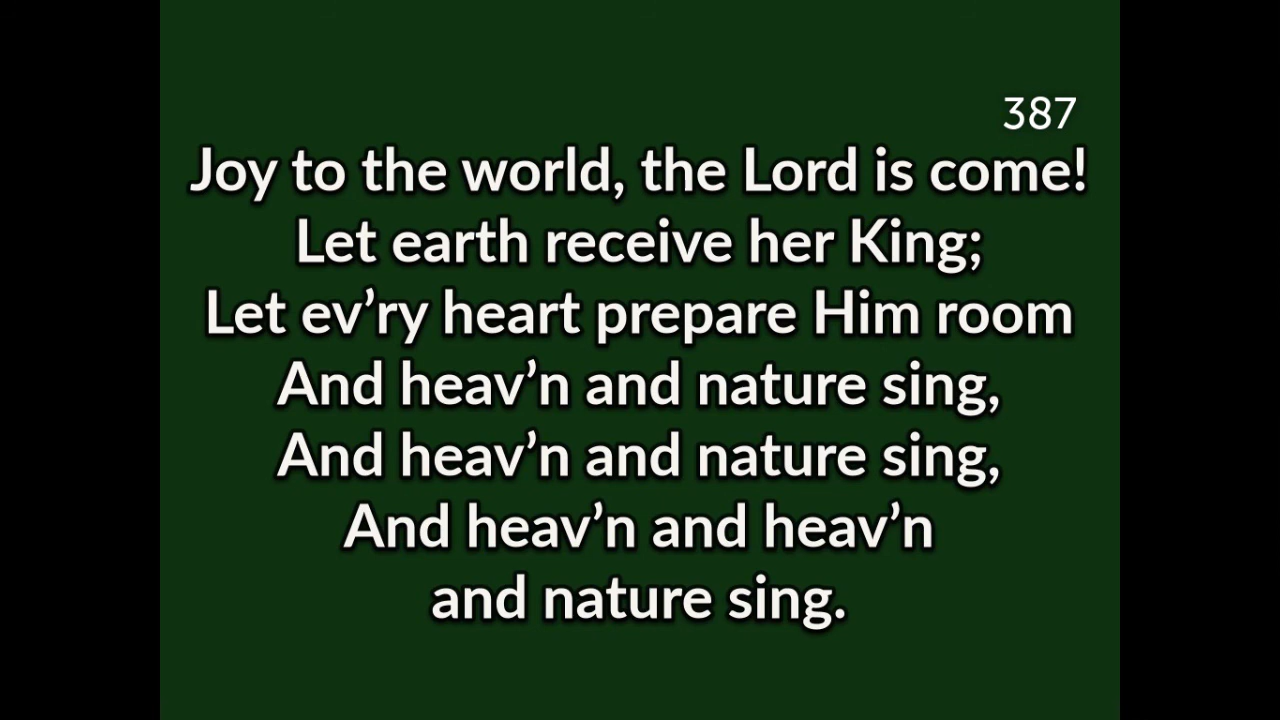 387
Joy to the world, the Lord is come!
Let earth receive her King;
Let ev’ry heart prepare Him room
And heav’n and nature sing,
And heav’n and nature sing,
And heav’n and heav’n
and nature sing.